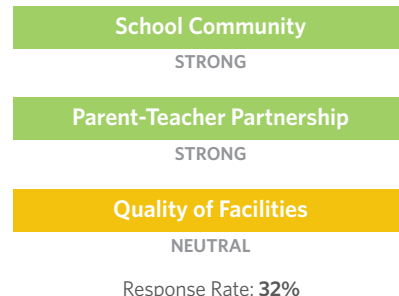 School Community
STRONG
Parent-Teacher Partnership
STRONG
Quality of Facilities
NEUTRAL
Response Rate: 32%